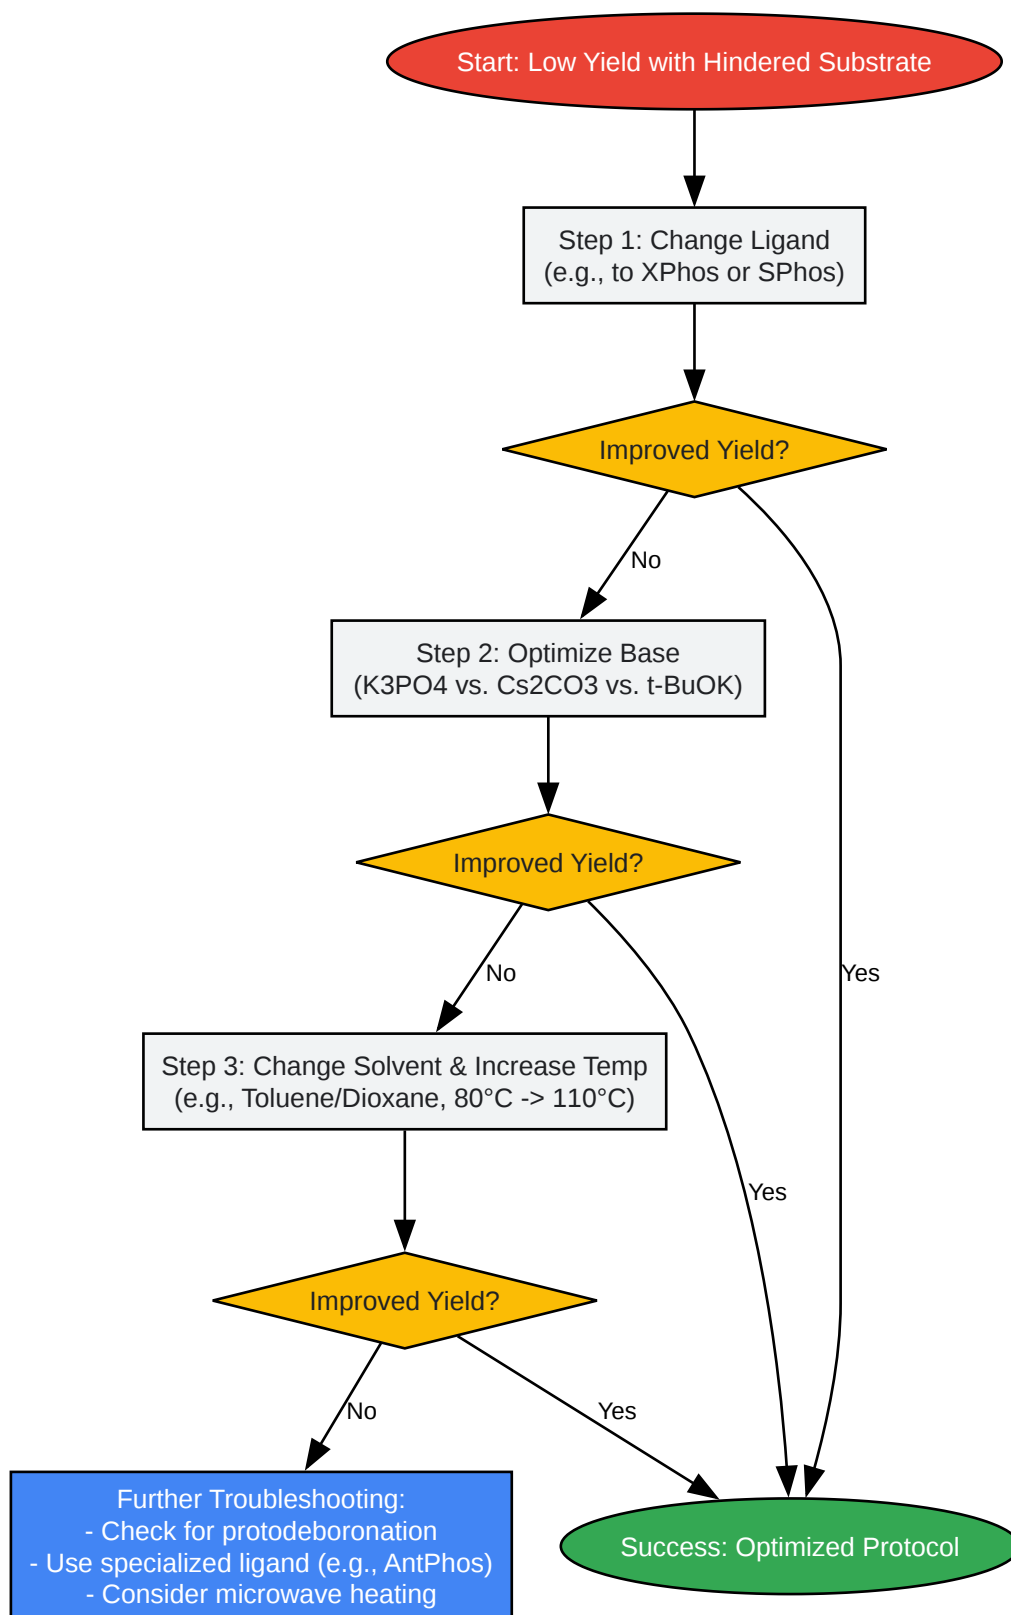 Start: Low Yield with Hindered Substrate
Step 1: Change Ligand
(e.g., to XPhos or SPhos)
Improved Yield?
No
Step 2: Optimize Base
(K3PO4 vs. Cs2CO3 vs. t-BuOK)
Improved Yield?
No
Yes
Step 3: Change Solvent & Increase Temp
(e.g., Toluene/Dioxane, 80°C -> 110°C)
Yes
Improved Yield?
No
Yes
Further Troubleshooting:
- Check for protodeboronation
- Use specialized ligand (e.g., AntPhos)
- Consider microwave heating
Success: Optimized Protocol